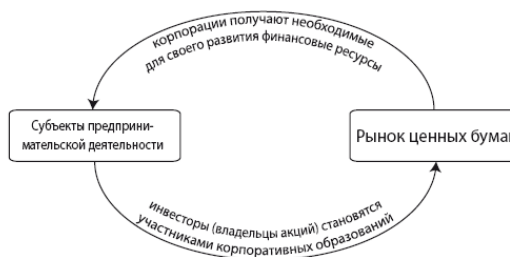 корпорации получают необходимые
для своего развития финансовые ресурсы
Субъекты предприни-
мательской деятельности
Рынок ценных бумаг
инвесторы (владельцы акций) становятся
участниками корпоративных образований